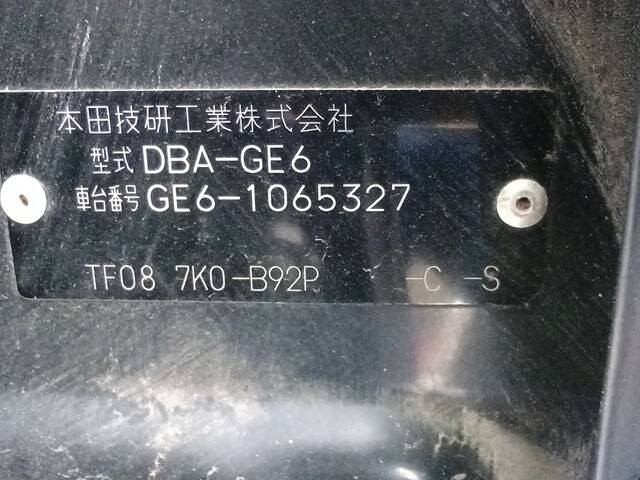 本田技研工業株式会社
型式 DBA-GE6
車台番号 GE6-1065327
TF08 7K0-B92P -C -S